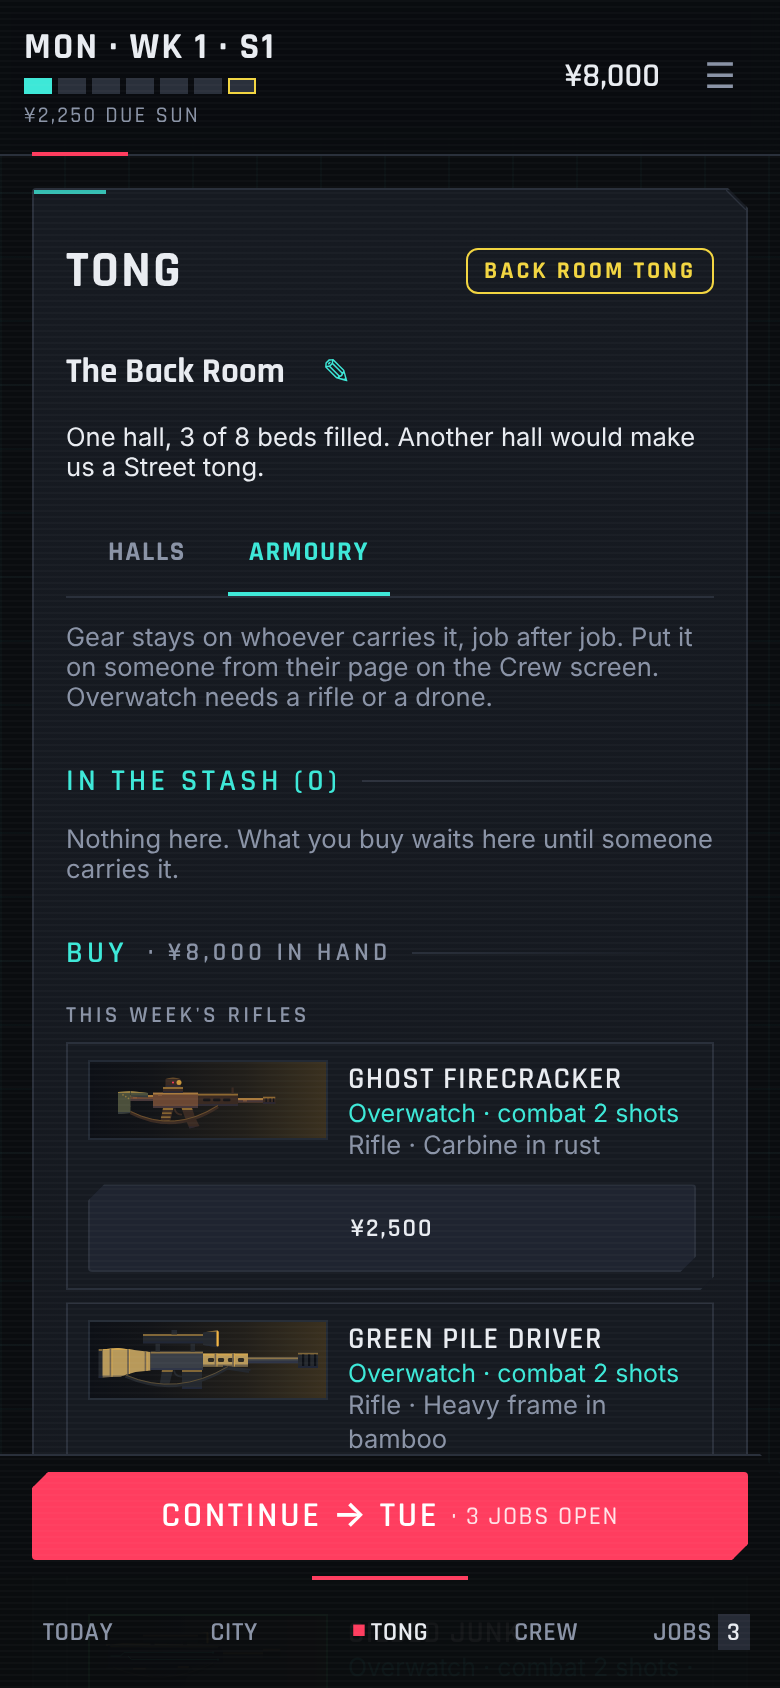 MON · WK 1 · S1
¥2,250 DUE SUN
¥8,000
TONG
BACK ROOM TONG
The Back Room
One hall, 3 of 8 beds filled. Another hall would make
us a Street tong.
HALLS
ARMOURY
Gear stays on whoever carries it, job after job. Put it
on someone from their page on the Crew screen.
Overwatch needs a rifle or a drone.
IN THE STASH (0)
Nothing here. What you buy waits here until someone
carries it.
BUY · ¥8,000 IN HAND
THIS WEEK'S RIFLES
GHOST FIRECRACKER
Overwatch · combat 2 shots
Rifle · Carbine in rust
¥2,500
GREEN PILE DRIVER
Overwatch · combat 2 shots
Rifle · Heavy frame in
bamboo
CONTINUE → TUE · 3 JOBS OPEN
TODAY
CITY
TONG
CREW
JOBS 3
Overwatch · combat 2 shots ·